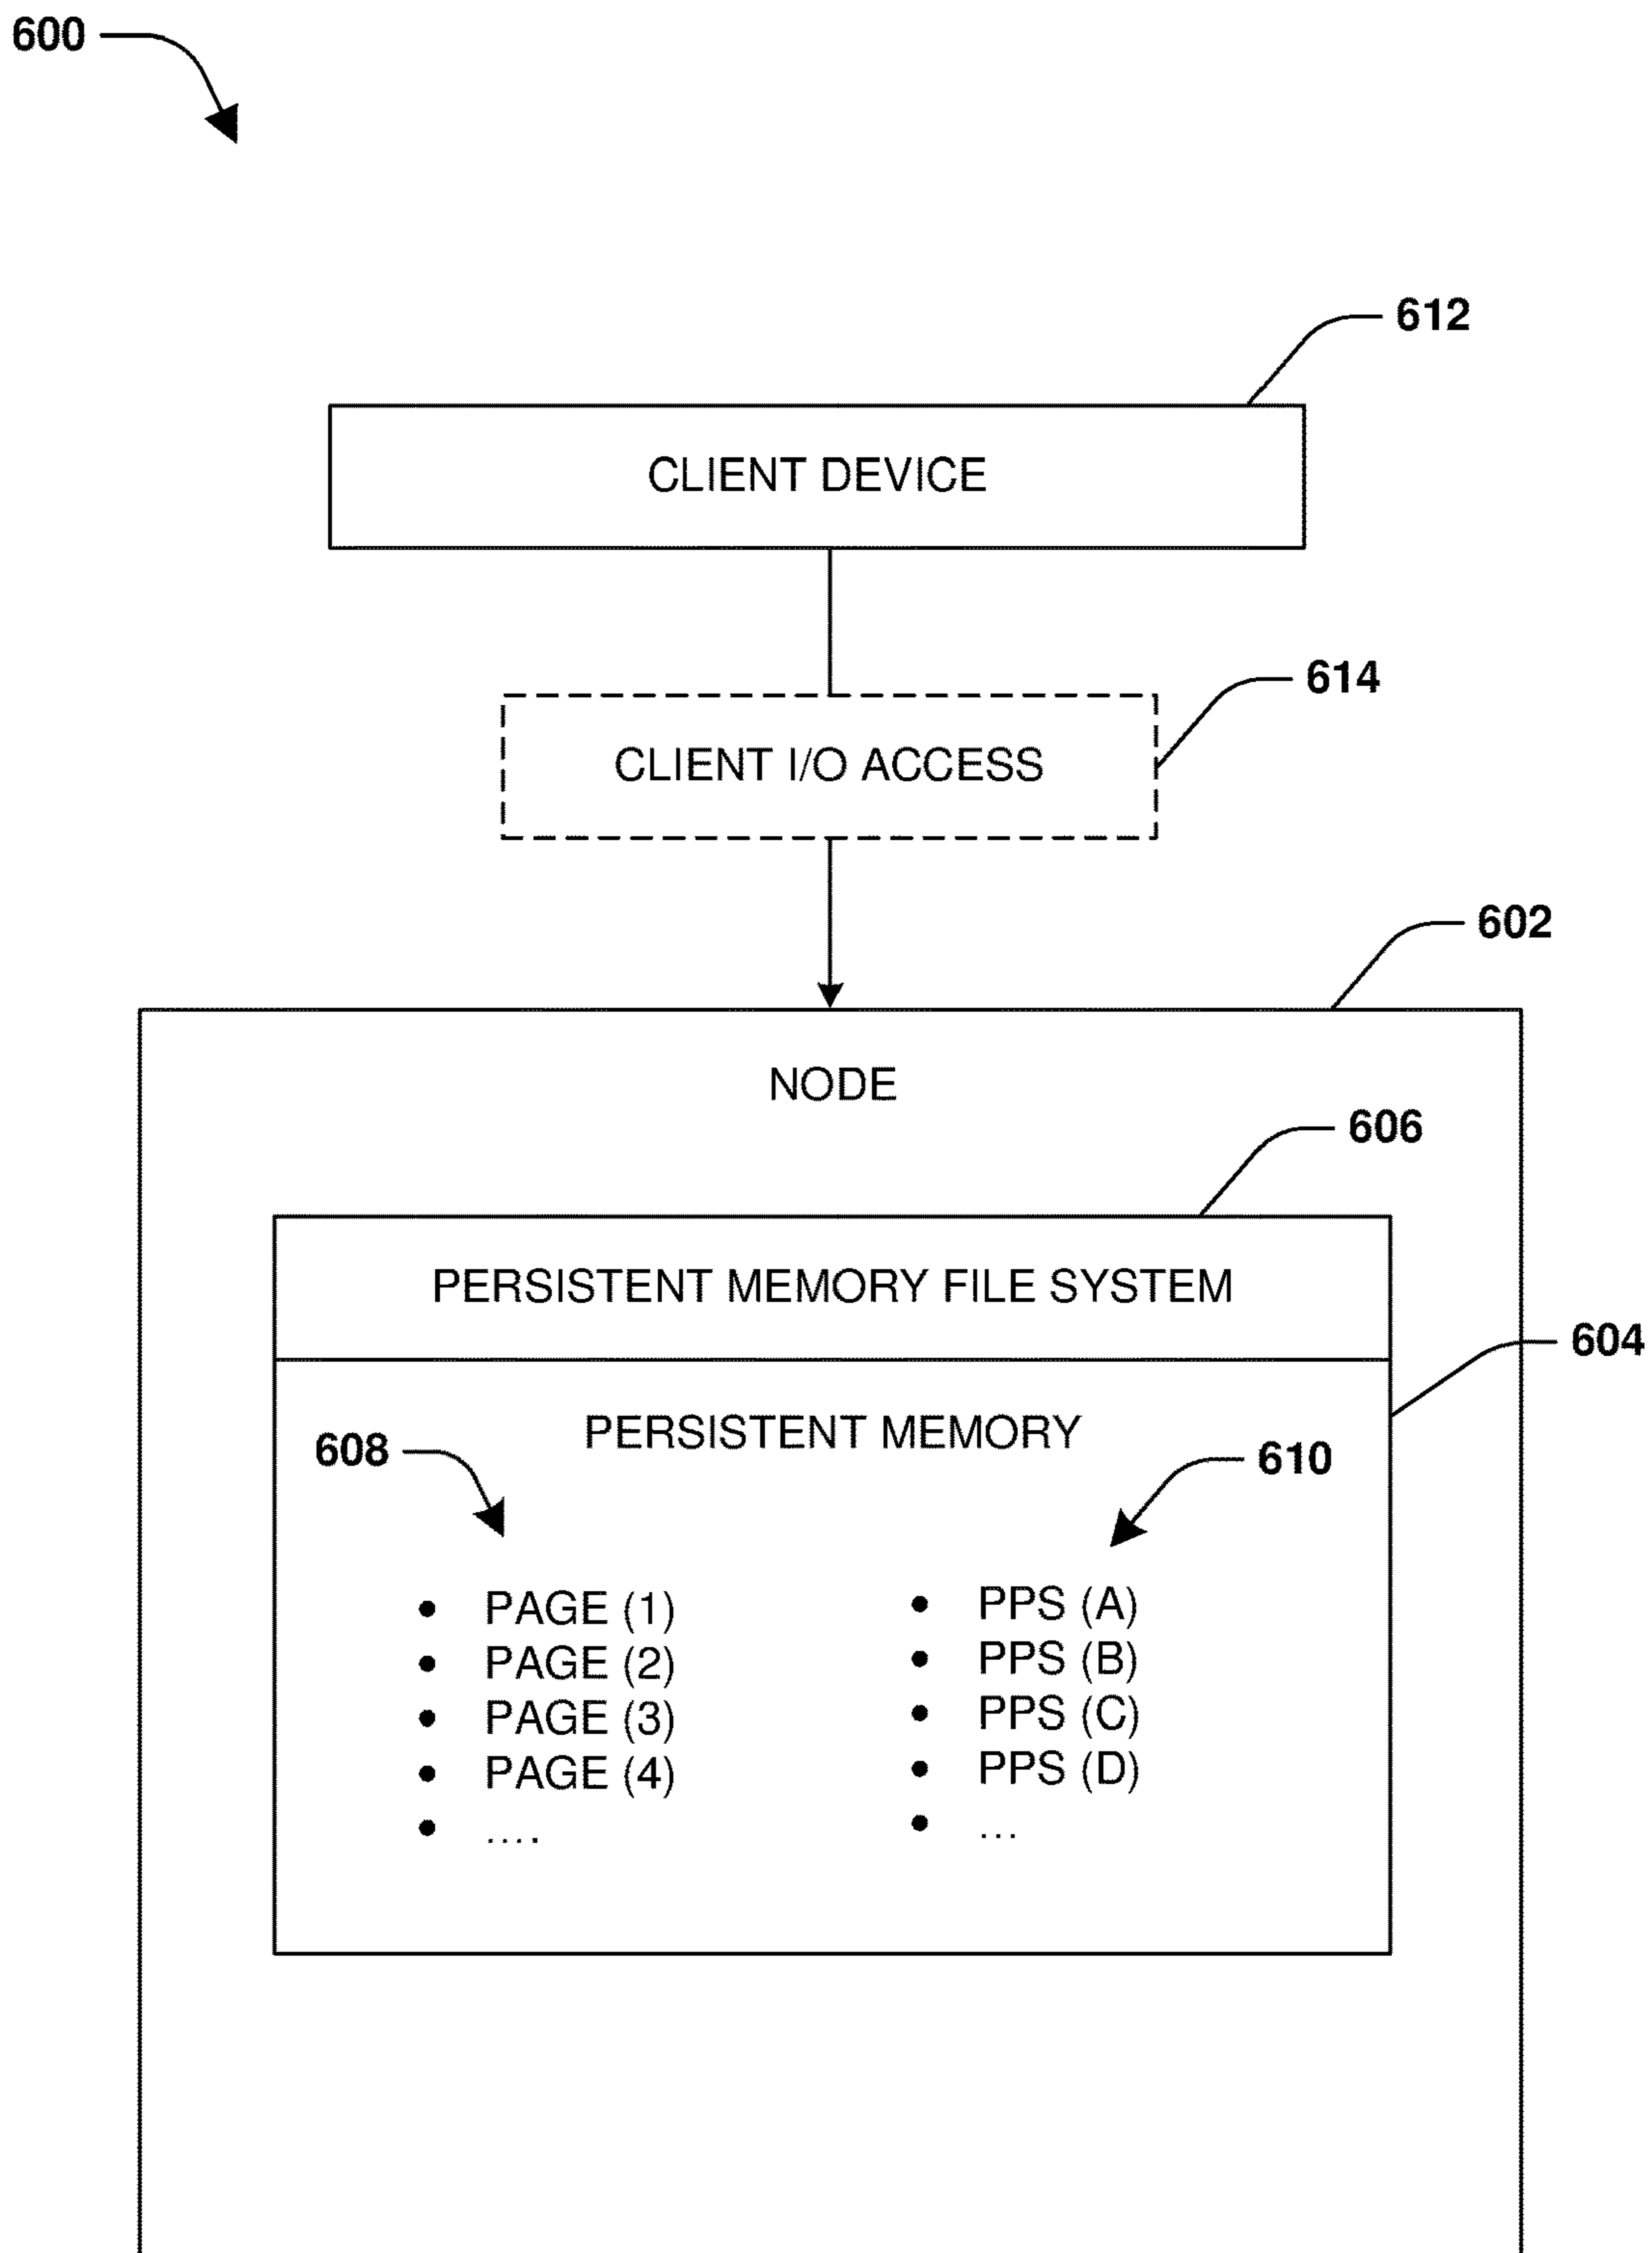 600
612
CLIENT DEVICE
614
CLIENT I/O ACCESS
602
NODE
606
PERSISTENT MEMORY FILE SYSTEM
604
PERSISTENT MEMORY
608
610
• PAGE (1)
• PAGE (2)
• PAGE (3)
• PAGE (4)
• ....
• PPS (A)
• PPS (B)
• PPS (C)
• PPS (D)
• ...